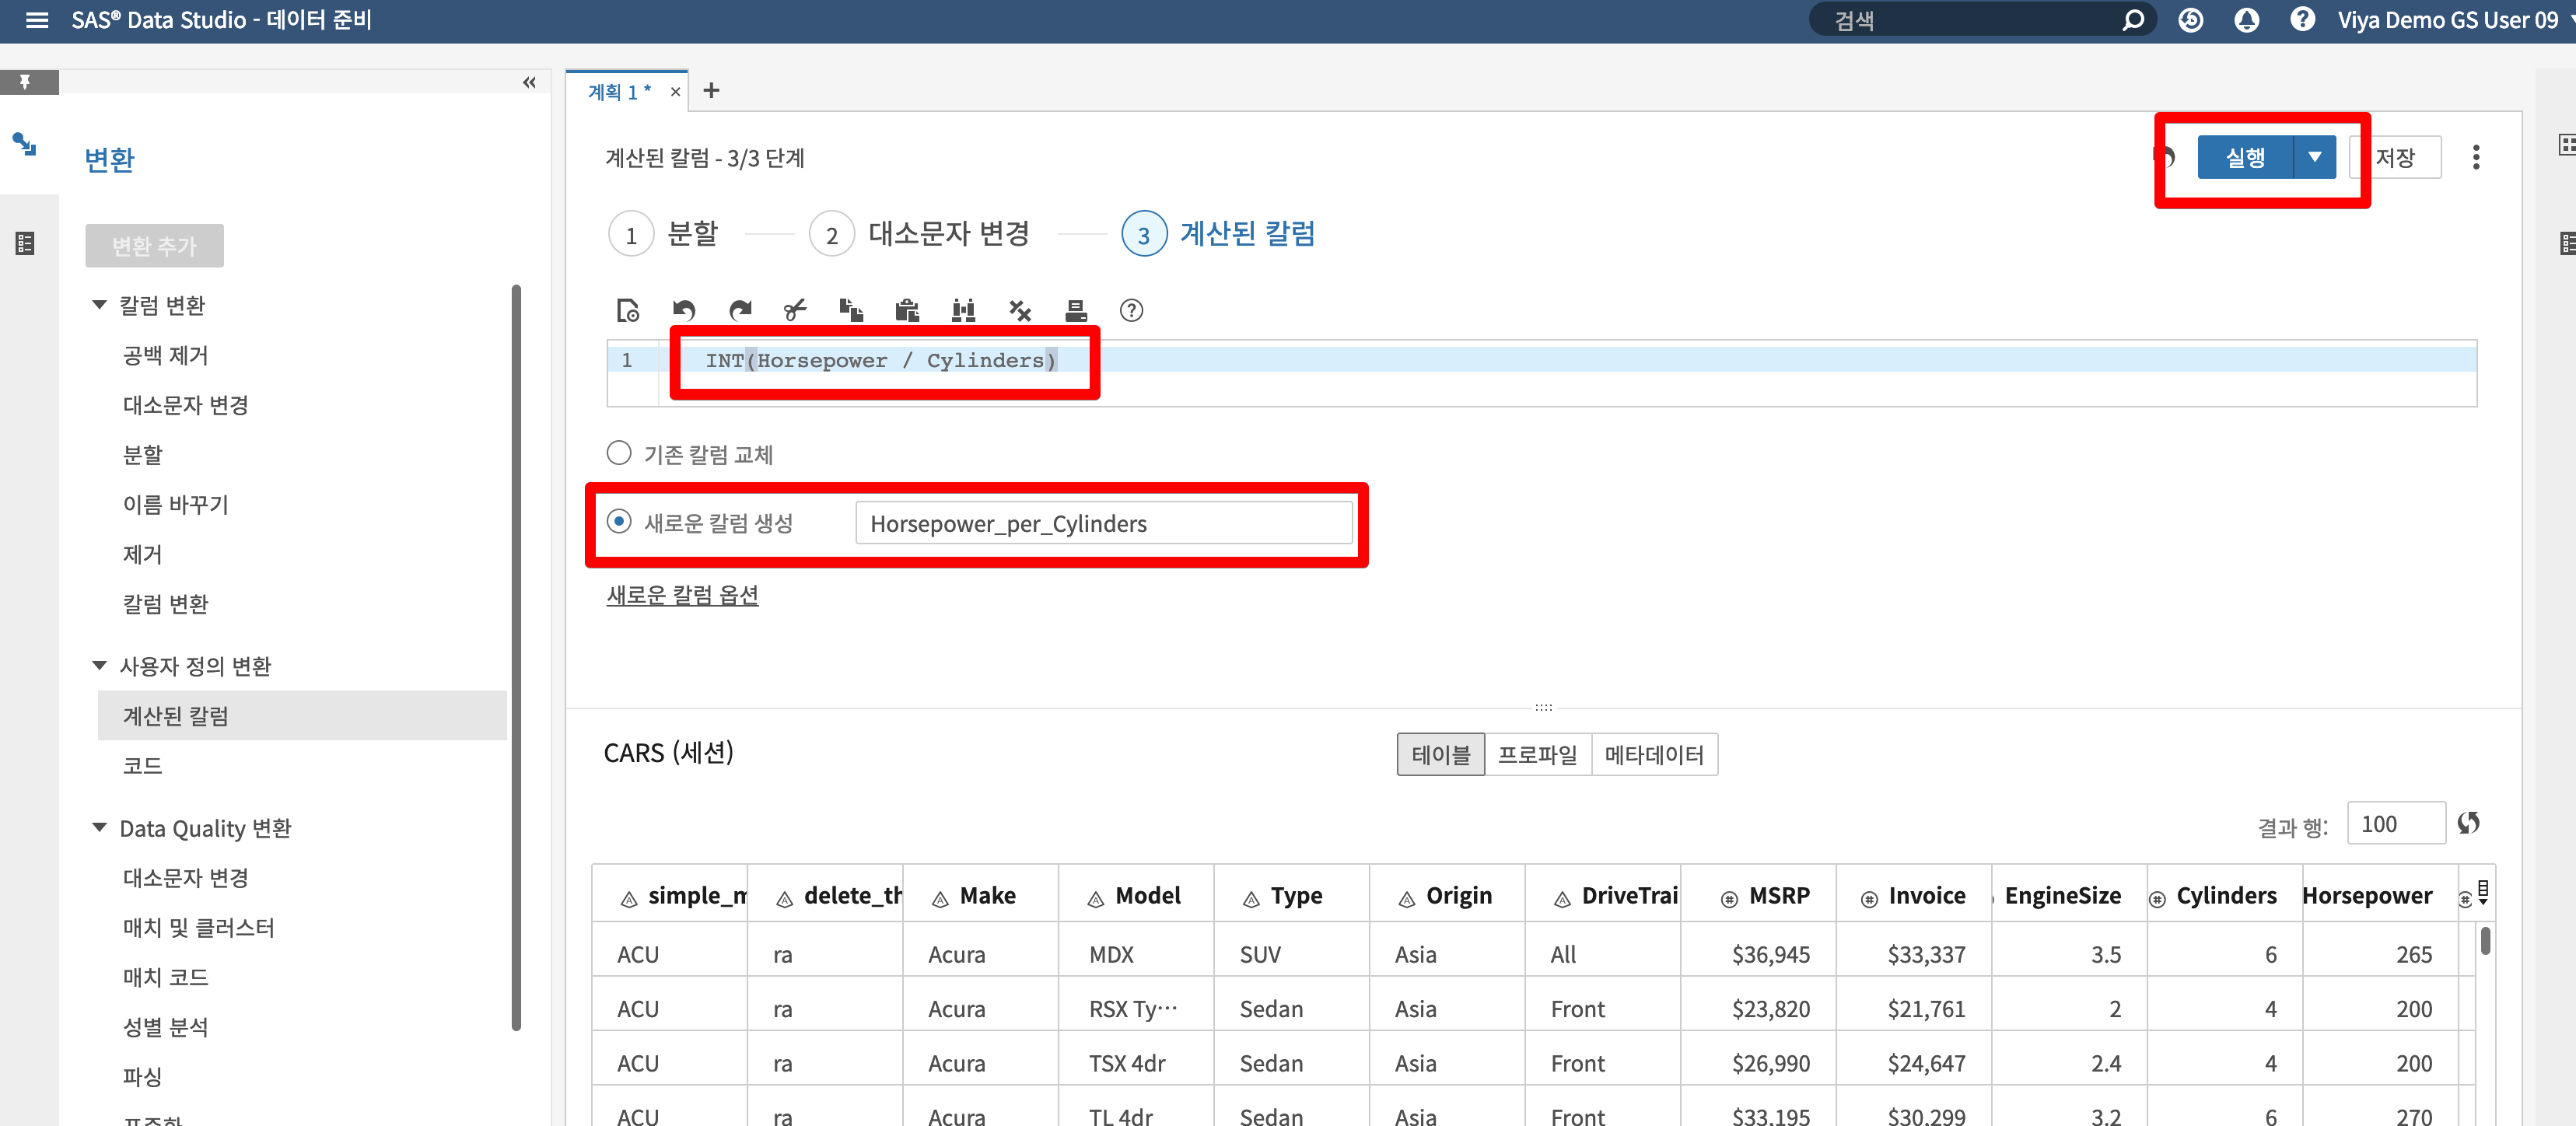 SAS® Data Studio - 데이터 준비
검색
Viya Demo GS User 09
계획 1 *
변환
변환 추가
칼럼 변환
공백 제거
대소문자 변경
분할
이름 바꾸기
제거
칼럼 변환
사용자 정의 변환
계산된 칼럼
코드
Data Quality 변환
대소문자 변경
매치 및 클러스터
매치 코드
성별 분석
파싱
계산된 칼럼 - 3/3 단계
실행
저장
1 분할
2 대소문자 변경
3 계산된 칼럼
1 INT(Horsepower / Cylinders)
기존 칼럼 교체
새로운 칼럼 생성 Horsepower_per_Cylinders
새로운 칼럼 옵션
CARS (세션)
테이블 프로파일 메타데이터
결과 행: 100
simple_m delete_th Make Model Type Origin DriveTrai MSRP Invoice EngineSize Cylinders Horsepower
ACU ra Acura MDX SUV Asia All $36,945 $33,337 3.5 6 265
ACU ra Acura RSX Ty··· Sedan Asia Front $23,820 $21,761 2 4 200
ACU ra Acura TSX 4dr Sedan Asia Front $26,990 $24,647 2.4 4 200
ACU ra Acura TL 4dr Sedan Asia Front $33,195 $30,299 3.2 6 270